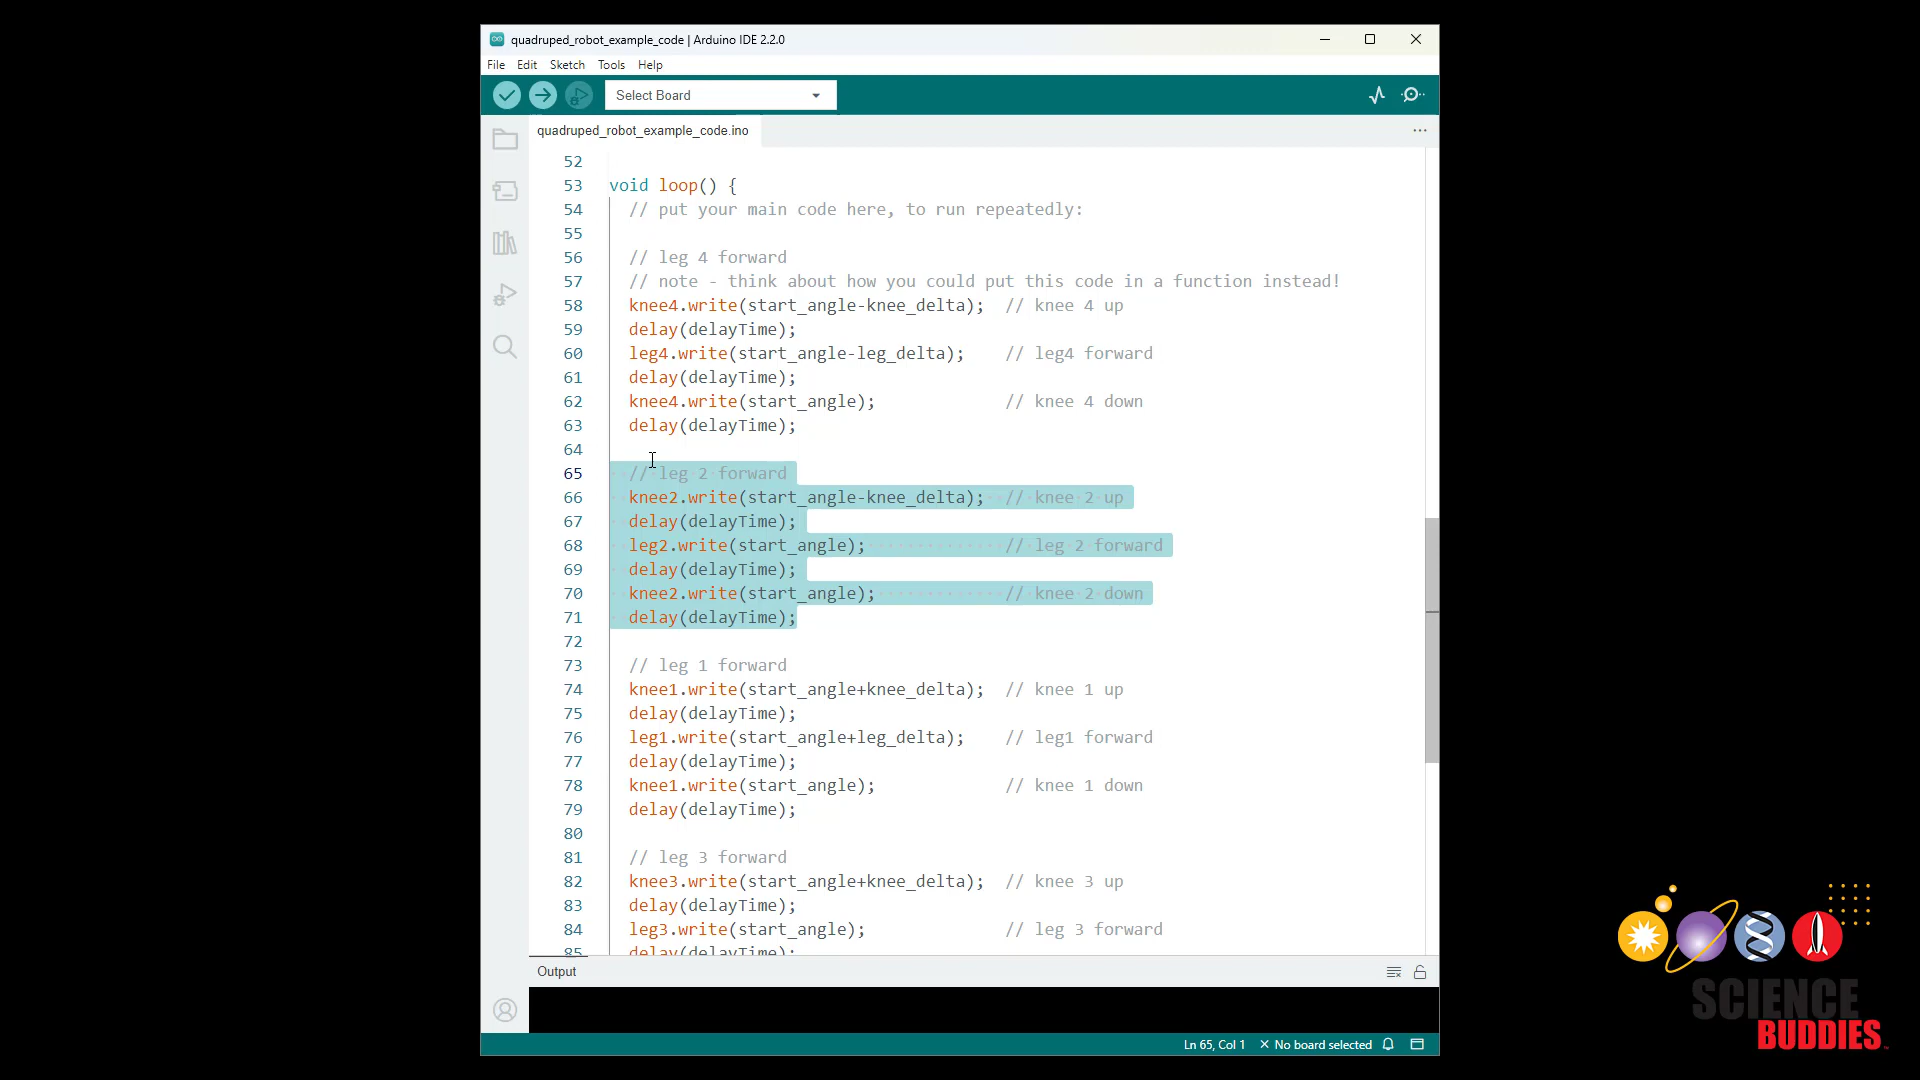 quadruped_robot_example_code | Arduino IDE 2.2.0
File Edit Sketch Tools Help
Select Board
quadruped_robot_example_code.ino
52
53 void loop() {
54 // put your main code here, to run repeatedly:
55
56 // leg 4 forward
57 // note - think about how you could put this code in a function instead!
58 knee4.write(start_angle-knee_delta); // knee 4 up
59 delay(delayTime);
60 leg4.write(start_angle-leg_delta); // leg4 forward
61 delay(delayTime);
62 knee4.write(start_angle); // knee 4 down
63 delay(delayTime);
64
65 // leg 2 forward
66 knee2.write(start_angle-knee_delta); // knee 2 up
67 delay(delayTime);
68 leg2.write(start_angle); // leg 2 forward
69 delay(delayTime);
70 knee2.write(start_angle); // knee 2 down
71 delay(delayTime);
72
73 // leg 1 forward
74 knee1.write(start_angle+knee_delta); // knee 1 up
75 delay(delayTime);
76 leg1.write(start_angle+leg_delta); // leg1 forward
77 delay(delayTime);
78 knee1.write(start_angle); // knee 1 down
79 delay(delayTime);
80
81 // leg 3 forward
82 knee3.write(start_angle+knee_delta); // knee 3 up
83 delay(delayTime);
84 leg3.write(start_angle); // leg 3 forward
85 delay(delayTime);
Output
Ln 65, Col 1 No board selected
SCIENCE
BUDDIES